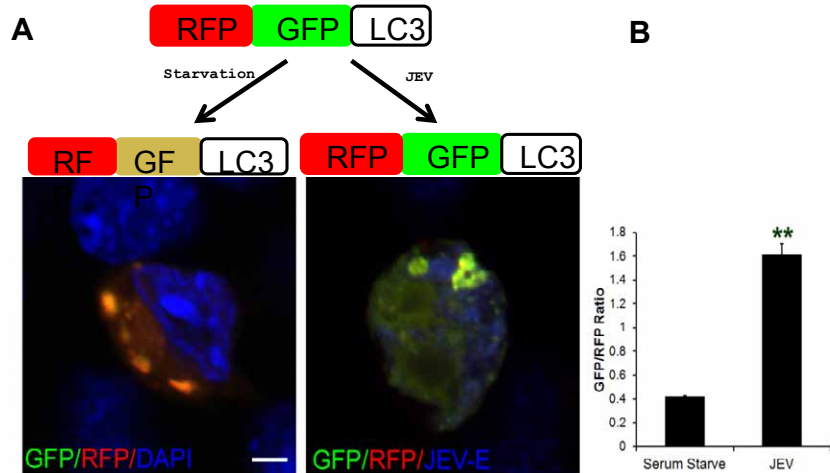 A
RFP GFP LC3
B
Starvation
JEV
RF
P
GF
P
LC3
RFP GFP LC3
GFP/RFP/DAPI
GFP/RFP/JEV-E
GFP/RFP Ratio
1.8
1.6
1.4
1.2
1
0.8
0.6
0.4
0.2
0
**
Serum Starve
JEV